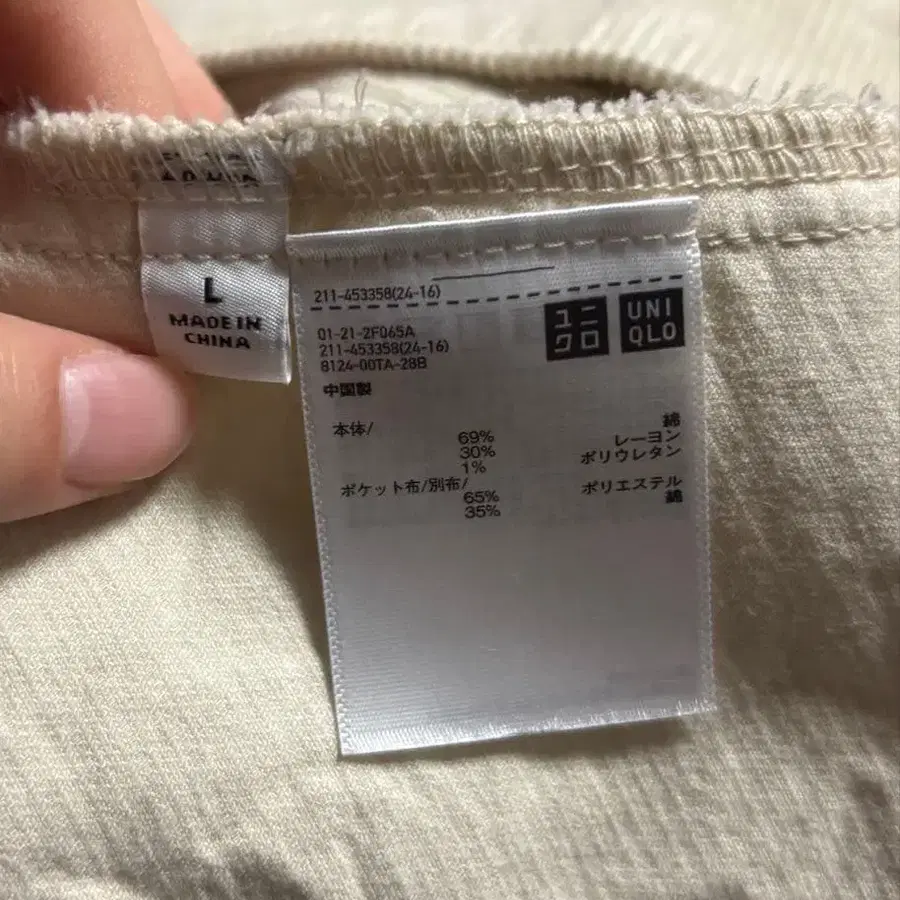 L
MADE IN
CHINA
211-453358(24-16)
ユニ
クロ
UNI
QLO
01-21-2F065A
211-453358(24-16)
8124-00TA-28B
中国製
本体/
綿
69%
レーヨン
30%
ポリウレタン
1%
ポケット布/別布/
ポリエステル
65%
綿
35%